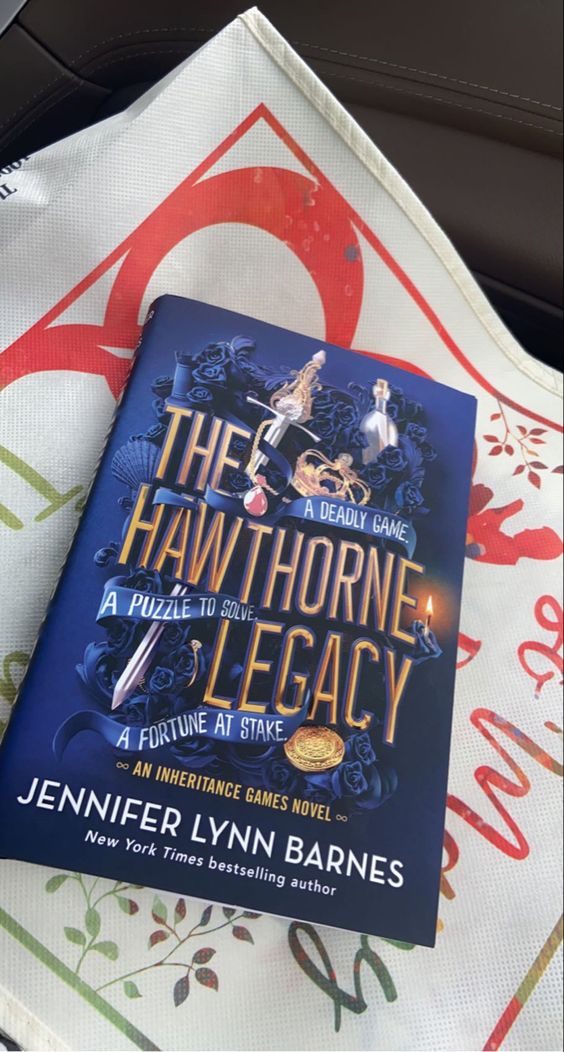 THE
A DEADLY GAME.
HAWTHORNE
A PUZZLE TO SOLVE.
LEGACY
A FORTUNE AT STAKE.
∞ AN INHERITANCE GAMES NOVEL ∞
JENNIFER LYNN BARNES
New York Times bestselling author